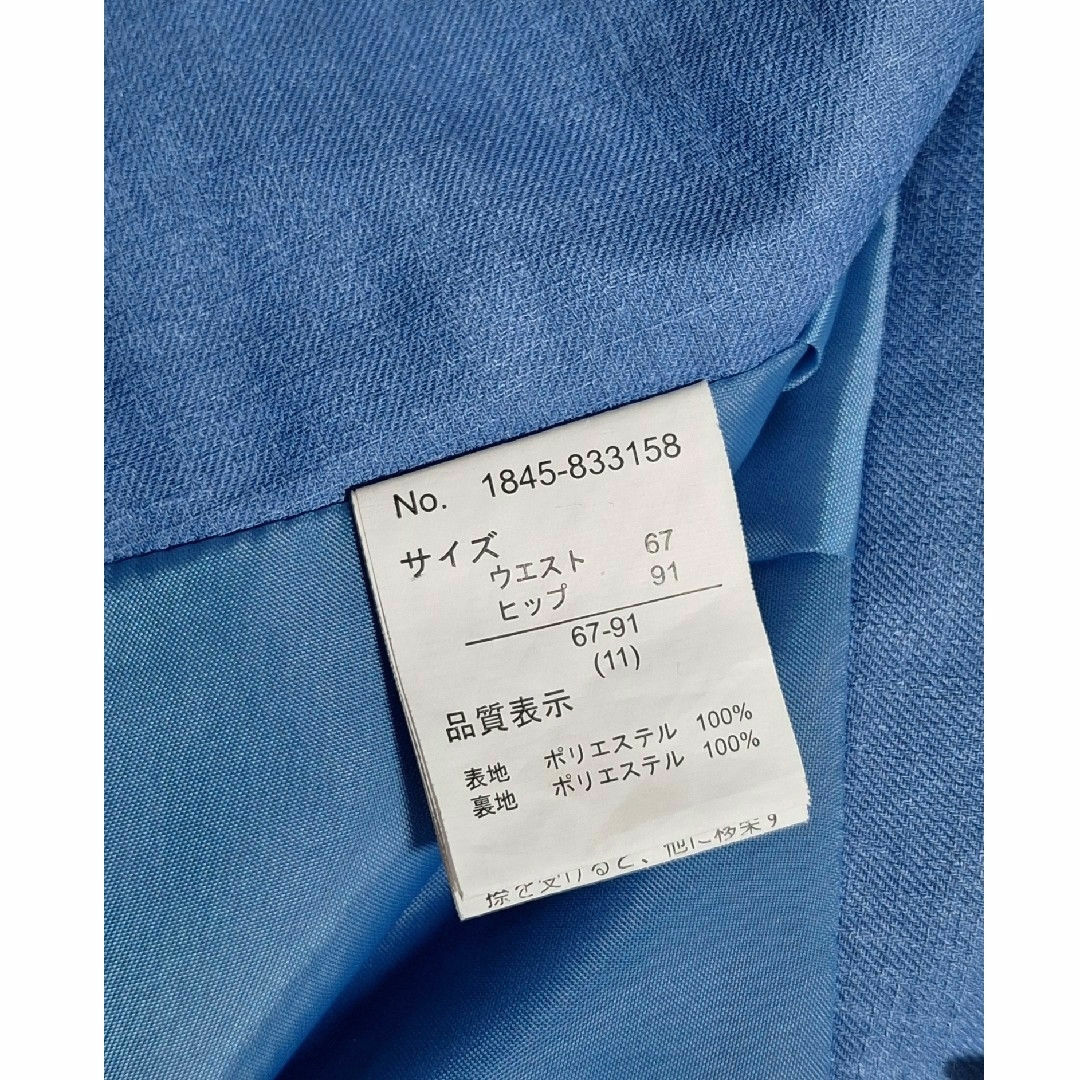 No. 1845-833158
サイズ
ウエスト 67
ヒップ 91
67-91
(11)
品質表示
表地 ポリエステル 100%
裏地 ポリエステル 100%